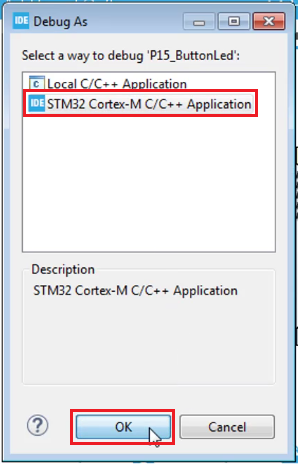 IDE Debug As
Select a way to debug 'P15_ButtonLed':
C Local C/C++ Application
IDE STM32 Cortex-M C/C++ Application
Description
STM32 Cortex-M C/C++ Application
? OK Cancel